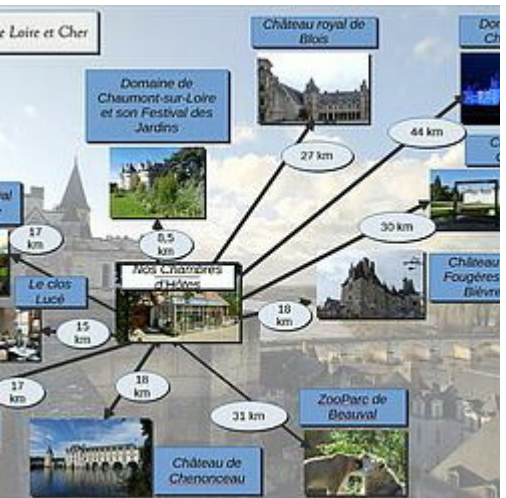 e Loire et Cher
Château royal de
Blois
Domaine de
Chaumont-sur-Loire
et son Festival des
Jardins
44 km
27 km
17
km
8,5
km
30 km
Nos Chambres
d'Hôtes
Château
Fougères
Bièvre
Le clos
Lucé
18
km
15
km
17
km
18
km
31 km
ZooParc de
Beauval
Château de
Chenonceau